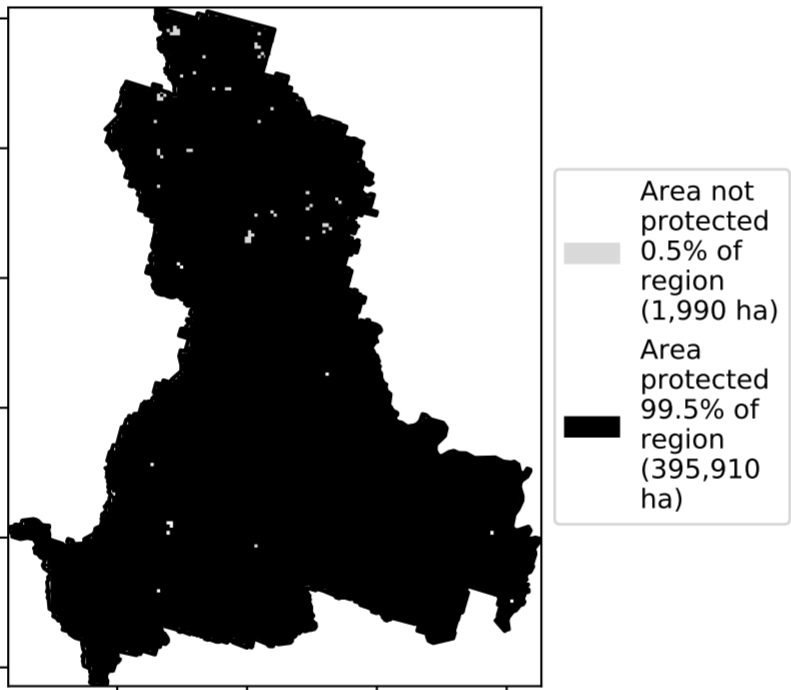 Area not
protected
0.5% of
region
(1,990 ha)
Area
protected
99.5% of
region
(395,910
ha)